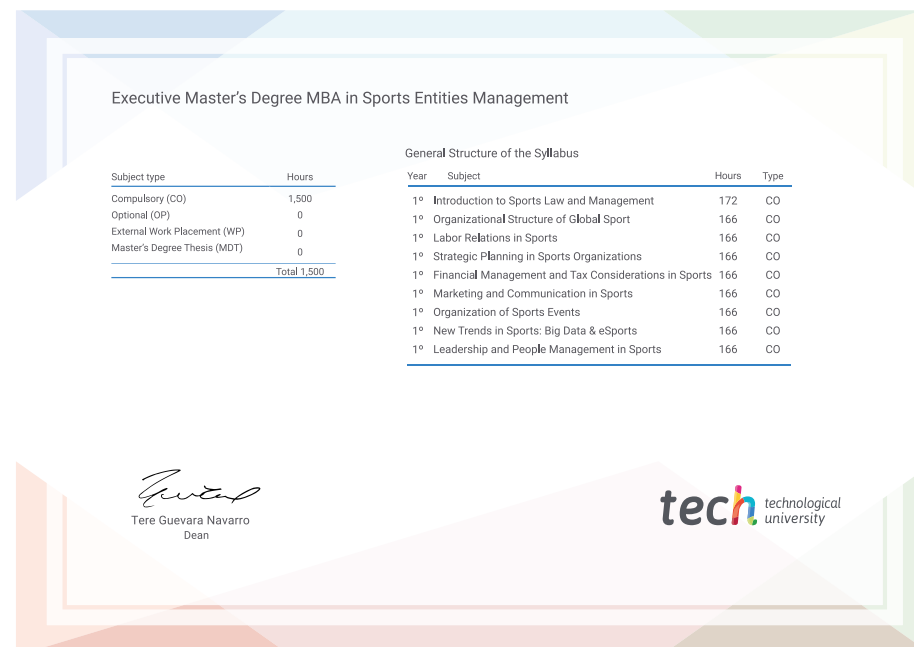 Executive Master's Degree MBA in Sports Entities Management
Subject type Hours
Compulsory (CO) 1,500
Optional (OP) 0
External Work Placement (WP) 0
Master's Degree Thesis (MDT) 0
Total 1,500
General Structure of the Syllabus
Year Subject Hours Type
1º Introduction to Sports Law and Management 172 CO
1º Organizational Structure of Global Sport 166 CO
1º Labor Relations in Sports 166 CO
1º Strategic Planning in Sports Organizations 166 CO
1º Financial Management and Tax Considerations in Sports 166 CO
1º Marketing and Communication in Sports 166 CO
1º Organization of Sports Events 166 CO
1º New Trends in Sports: Big Data & eSports 166 CO
1º Leadership and People Management in Sports 166 CO
Tere Guevara Navarro
Dean
tech technological
university